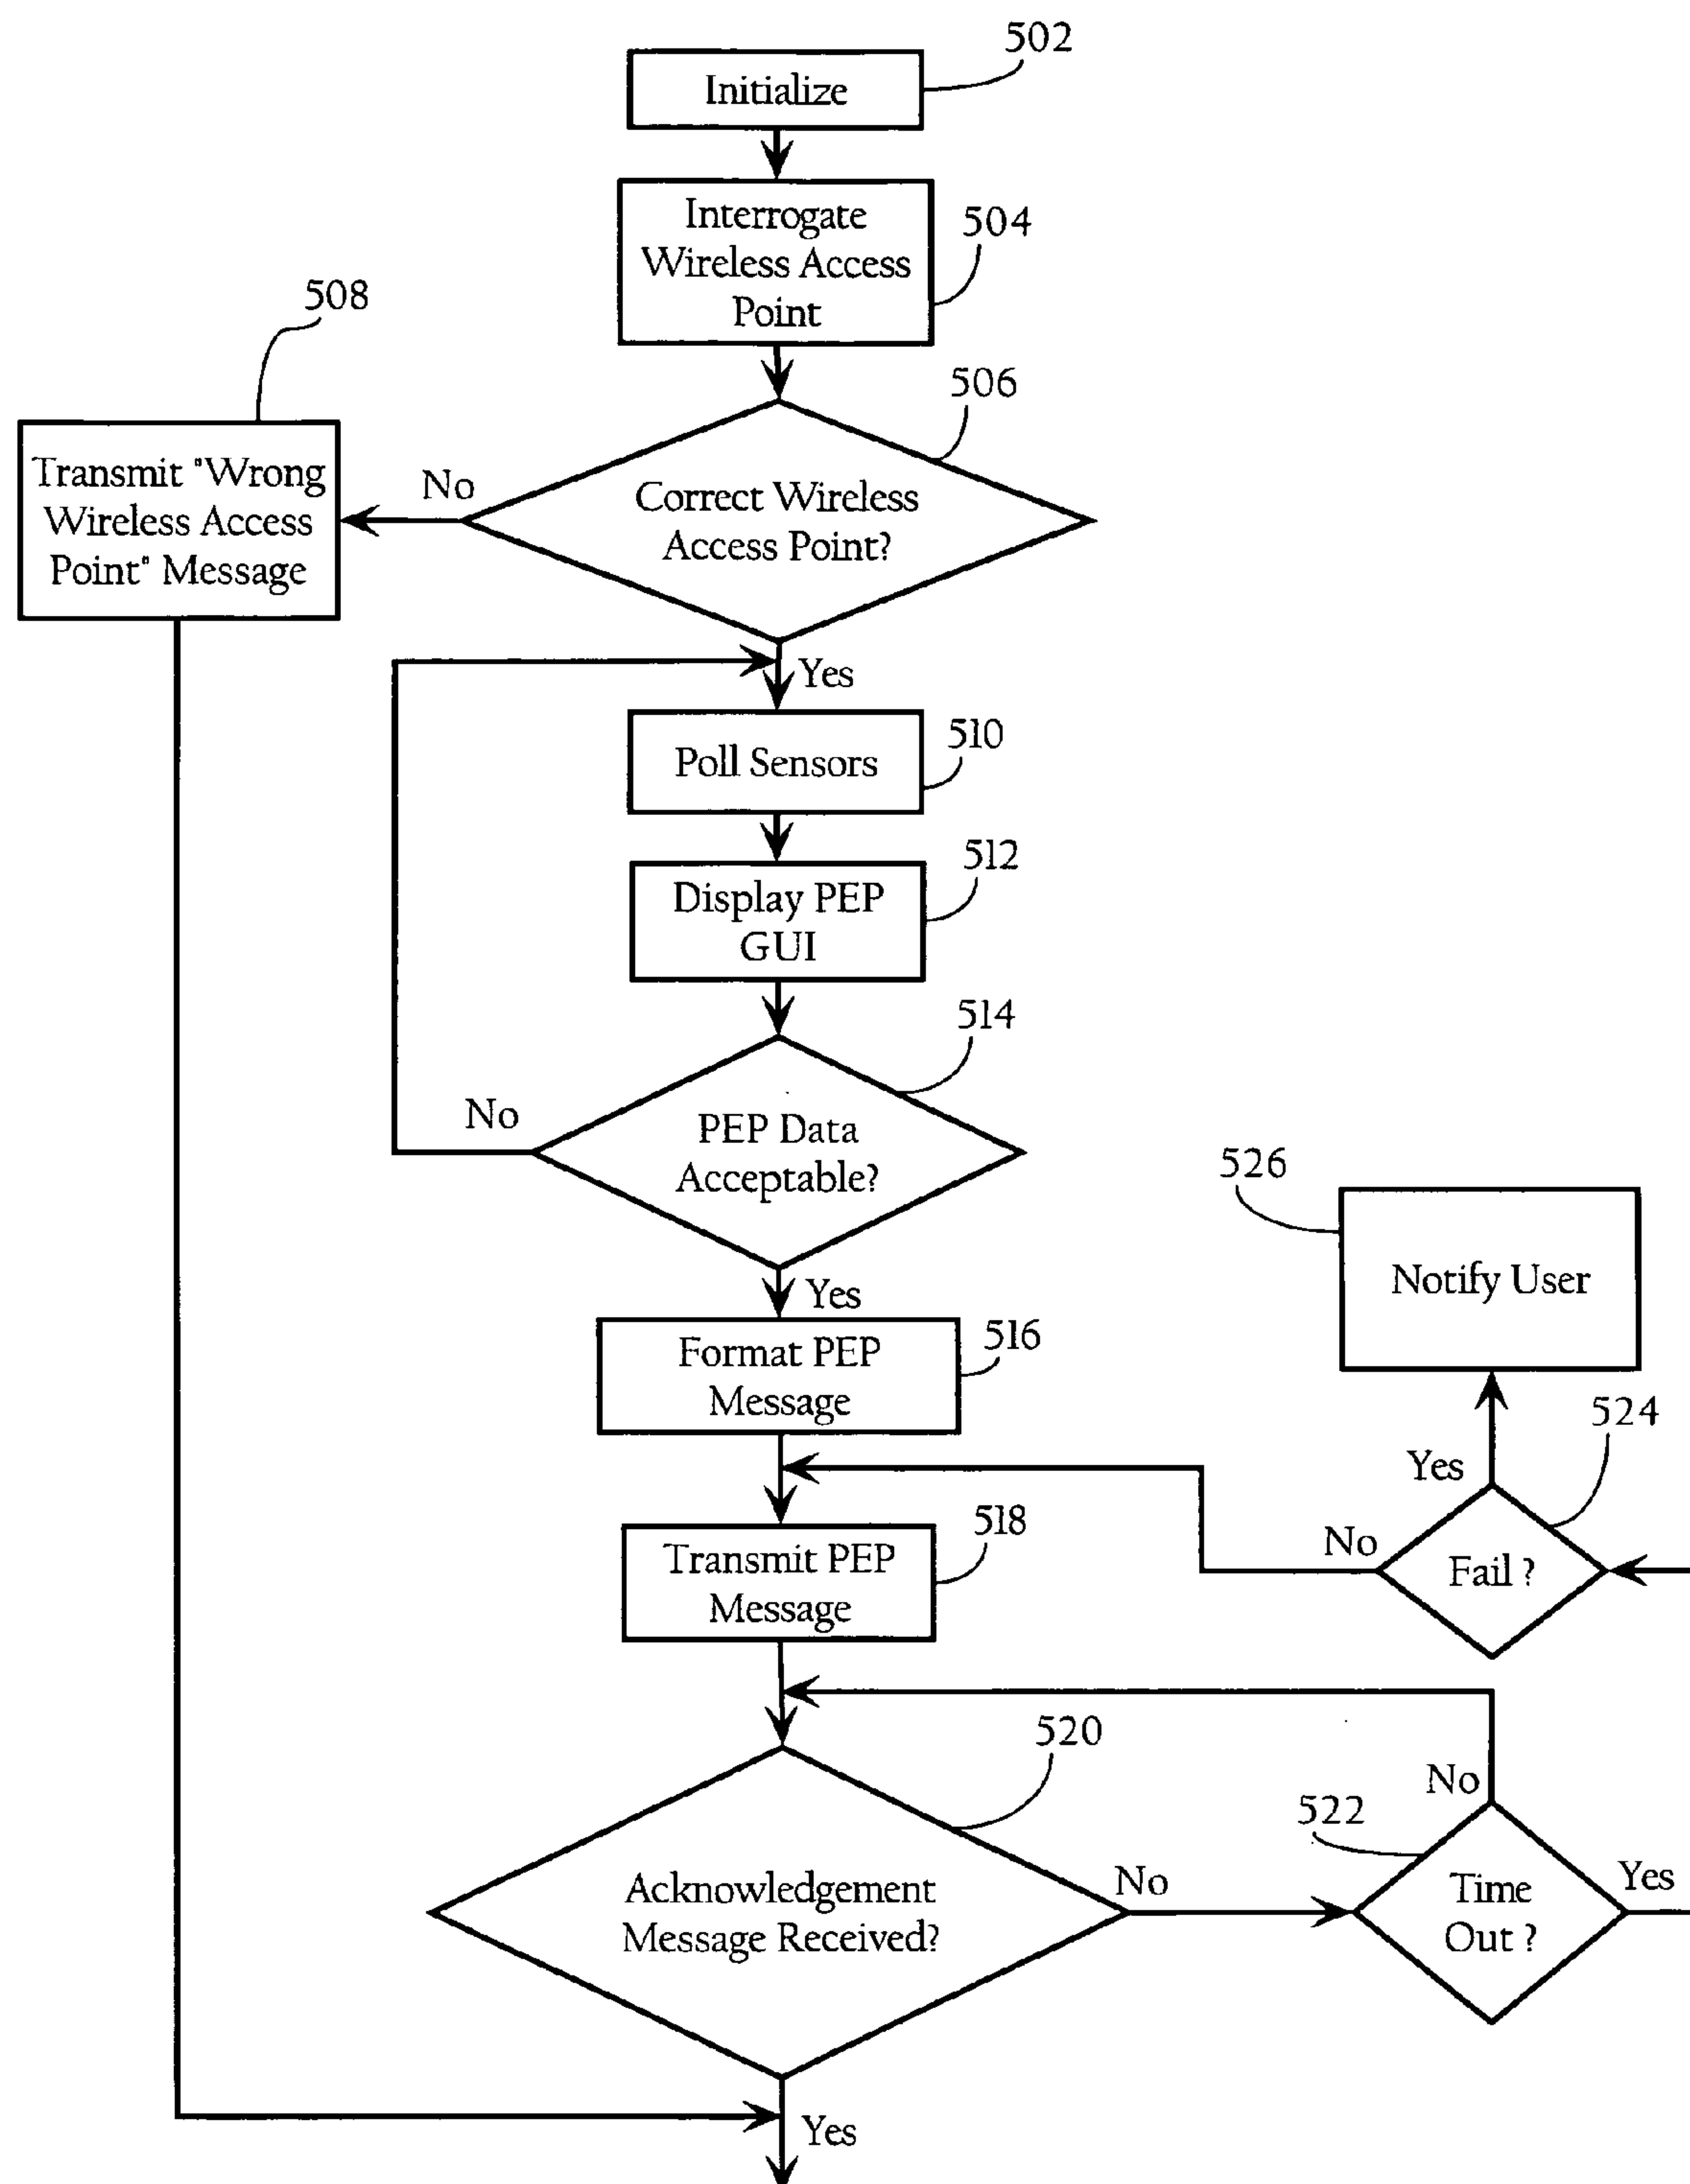 502
Initialize
Interrogate
Wireless Access
Point
504
508
506
Transmit "Wrong
Wireless Access
Point" Message
No
Correct Wireless
Access Point?
Yes
Poll Sensors
510
Display PEP
GUI
512
514
No
PEP Data
Acceptable?
526
Notify User
Yes
Format PEP
Message
516
524
Yes
No
Fail ?
Transmit PEP
Message
518
520
No
522
Acknowledgement
Message Received?
No
Time
Out ?
Yes
Yes